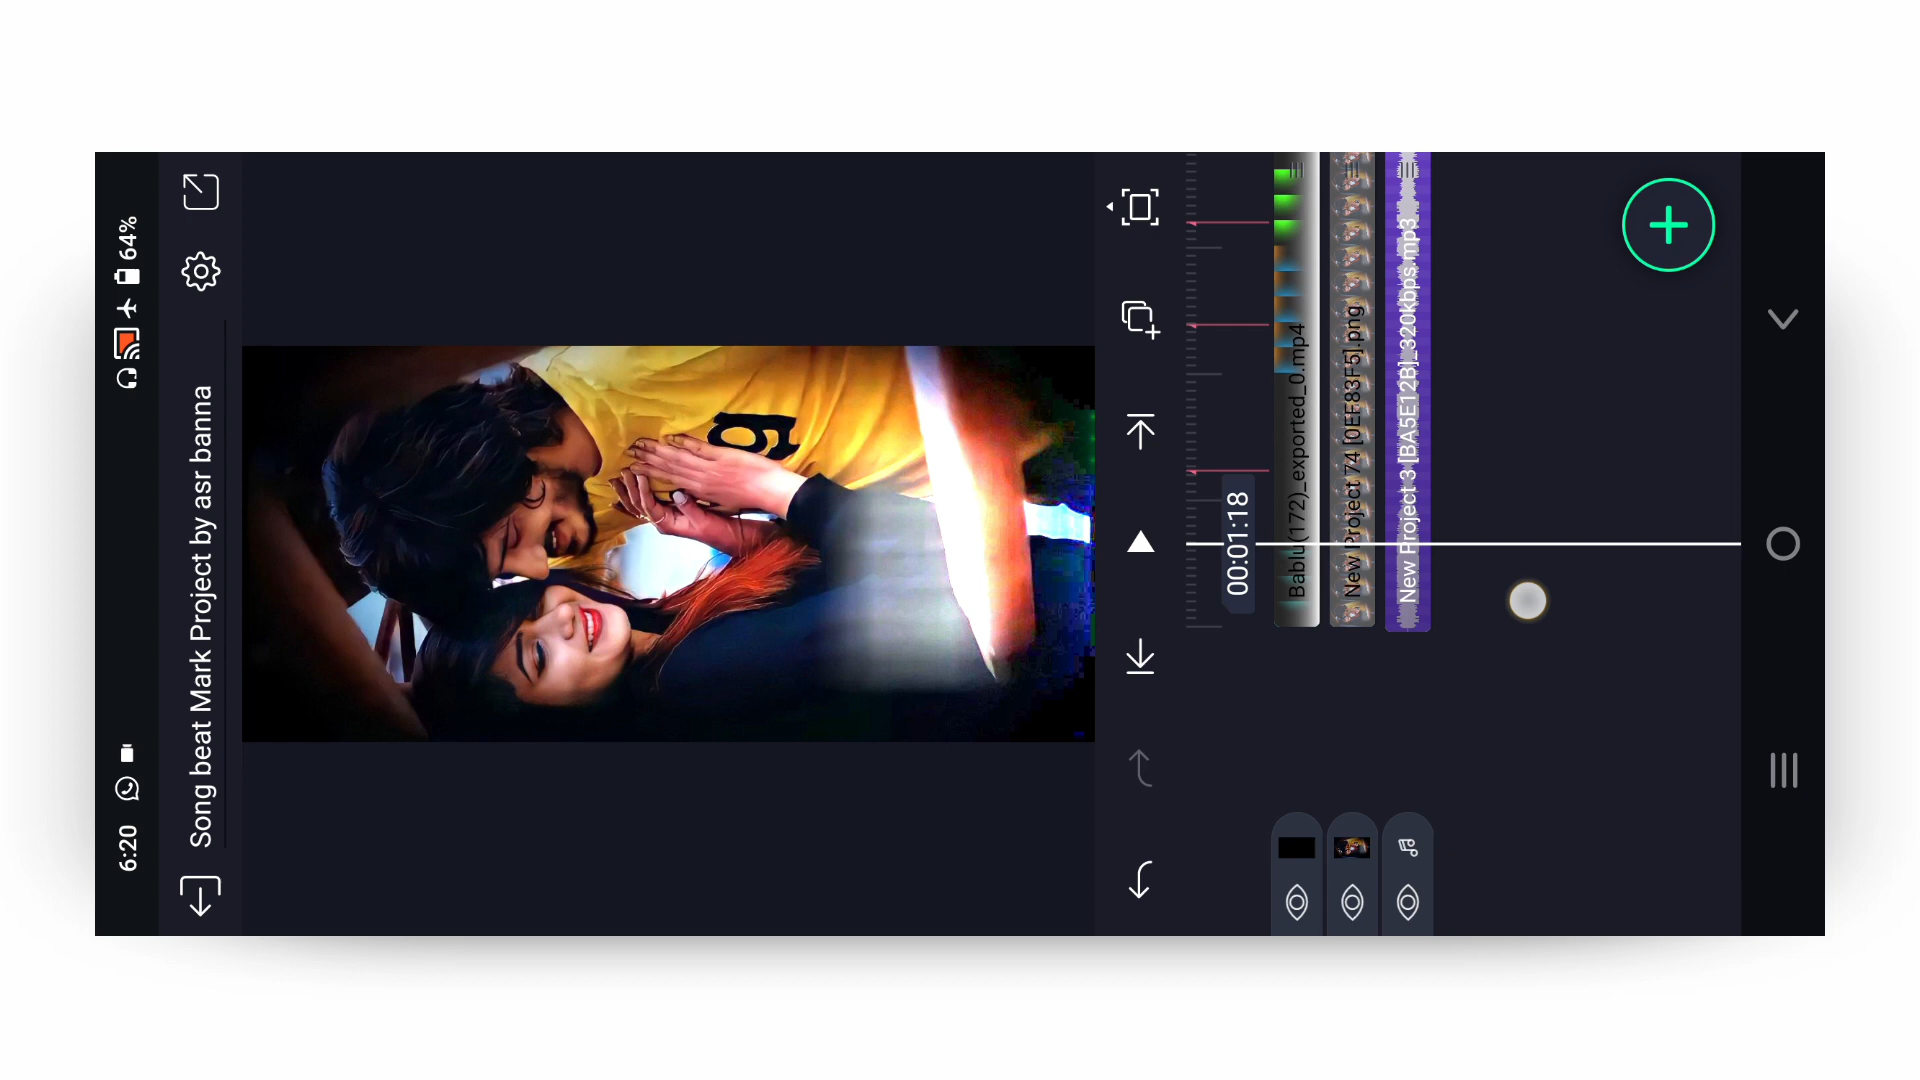 6:20
64%
Song beat Mark Project by asr banna
g
00:01:18
Bablu(172)_exported_0.mp4
New Project 74 [0EF83F5].png
New Project 3 [BA5E12B]_320kbps.mp3